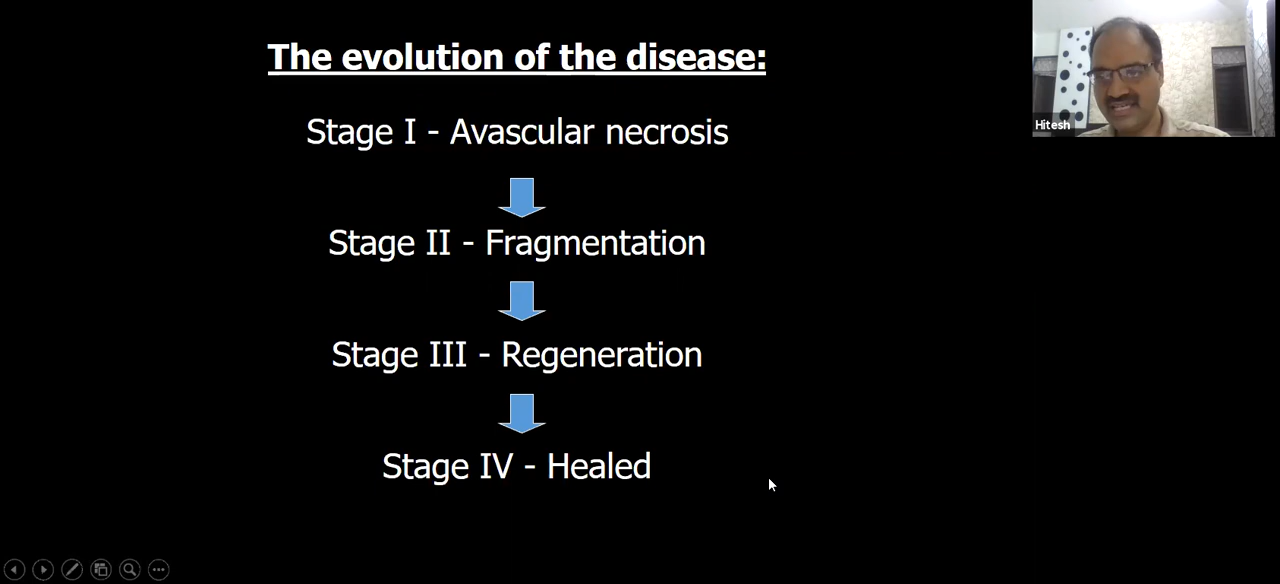 The evolution of the disease:
Stage I - Avascular necrosis
Stage II - Fragmentation
Stage III - Regeneration
Stage IV - Healed
Hitesh